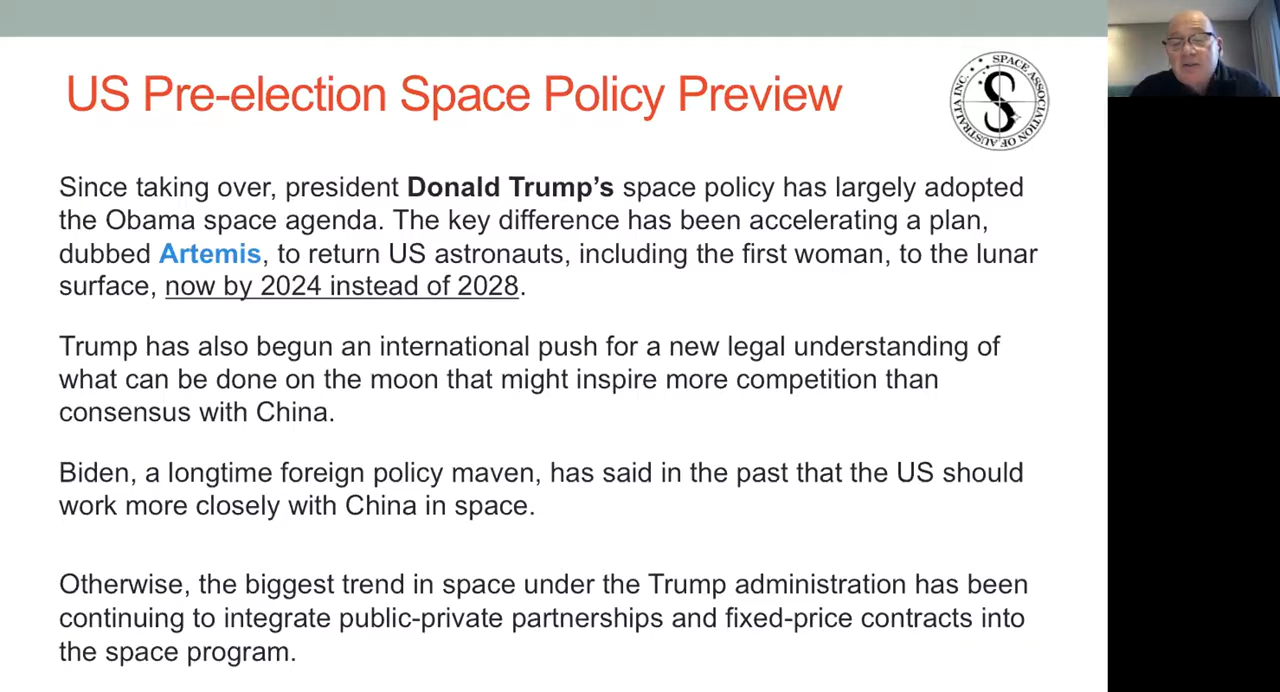 US Pre-election Space Policy Preview
SPACE ASSOCIATION OF AUSTRALIA INC.
S
Since taking over, president Donald Trump’s space policy has largely adopted
the Obama space agenda. The key difference has been accelerating a plan,
dubbed Artemis, to return US astronauts, including the first woman, to the lunar
surface, now by 2024 instead of 2028.
Trump has also begun an international push for a new legal understanding of
what can be done on the moon that might inspire more competition than
consensus with China.
Biden, a longtime foreign policy maven, has said in the past that the US should
work more closely with China in space.
Otherwise, the biggest trend in space under the Trump administration has been
continuing to integrate public-private partnerships and fixed-price contracts into
the space program.